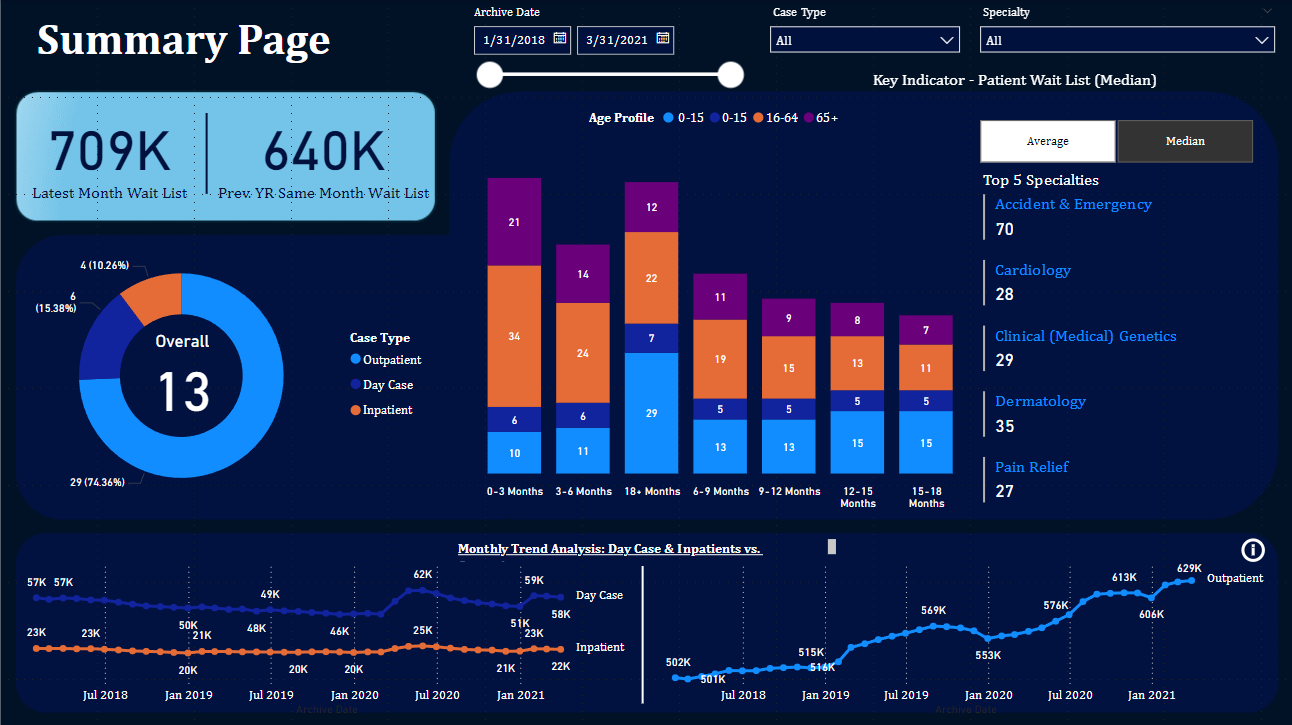 Summary Page
Archive Date
1/31/2018
3/31/2021
Case Type
All
Specialty
All
Key Indicator - Patient Wait List (Median)
709K
Latest Month Wait List
640K
Prev. YR Same Month Wait List
4 (10.26%)
6
(15.38%)
29 (74.36%)
Overall
13
Case Type
Outpatient
Day Case
Inpatient
Age Profile 0-15 0-15 16-64 65+
21
34
6
10
0-3 Months
14
24
6
11
3-6 Months
12
22
7
29
18+ Months
11
19
5
13
6-9 Months
9
15
5
13
9-12 Months
8
13
5
15
12-15
Months
7
11
5
15
15-18
Months
Average
Median
Top 5 Specialties
Accident & Emergency
70
Cardiology
28
Clinical (Medical) Genetics
29
Dermatology
35
Pain Relief
27
Monthly Trend Analysis: Day Case & Inpatients vs.
57K 57K 50K 49K 48K 46K 62K 51K 59K 58K
Day Case
23K 23K 20K 21K 20K 20K 25K 21K 23K 22K
Inpatient
Jul 2018 Jan 2019 Jul 2019 Jan 2020 Jul 2020 Jan 2021
Archive Date
502K 501K 515K 516K 569K 553K 576K 613K 606K 629K
Outpatient
Jul 2018 Jan 2019 Jul 2019 Jan 2020 Jul 2020 Jan 2021
Archive Date